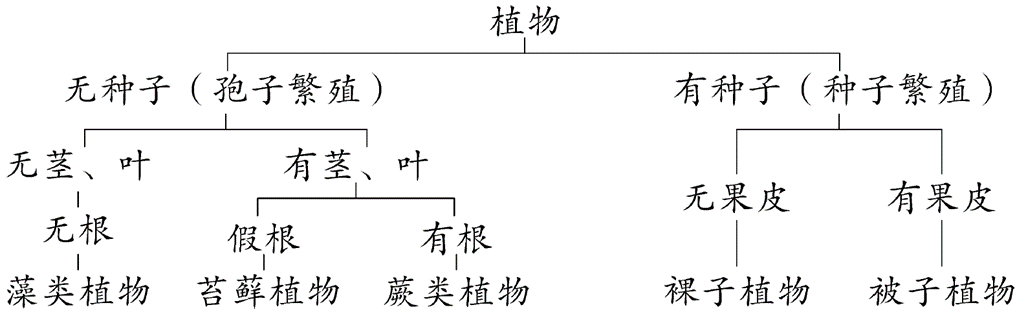 植物
无种子（孢子繁殖） 有种子（种子繁殖）
无茎、叶 有茎、叶
无果皮 有果皮
无根 假根 有根
藻类植物 苔藓植物 蕨类植物 裸子植物 被子植物